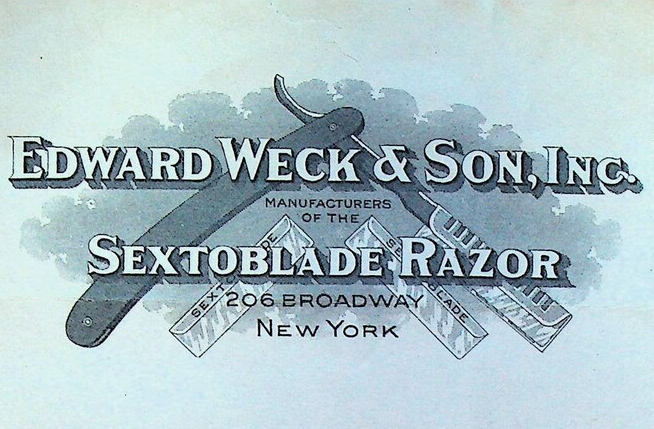 EDWARD WECK & SON, INC.
MANUFACTURERS
OF THE
SEXTOBLADE RAZOR
206 BROADWAY
NEW YORK